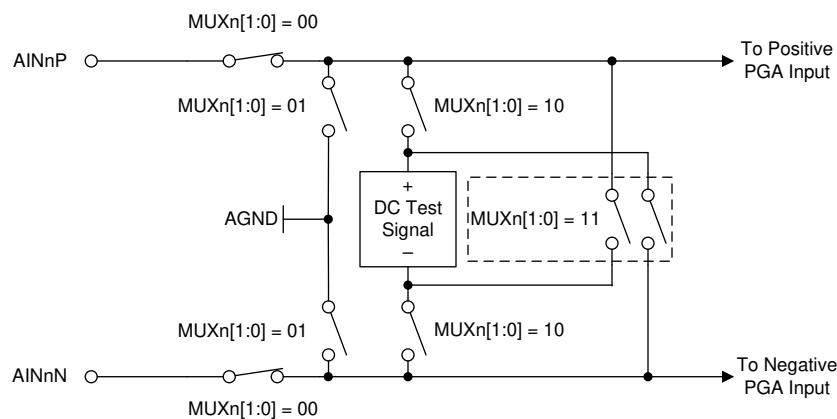 MUXn[1:0] = 00
AINnP
To Positive
PGA Input
MUXn[1:0] = 01
MUXn[1:0] = 10
+
DC Test
Signal
–
AGND
MUXn[1:0] = 11
MUXn[1:0] = 01
MUXn[1:0] = 10
AINnN
To Negative
PGA Input
MUXn[1:0] = 00